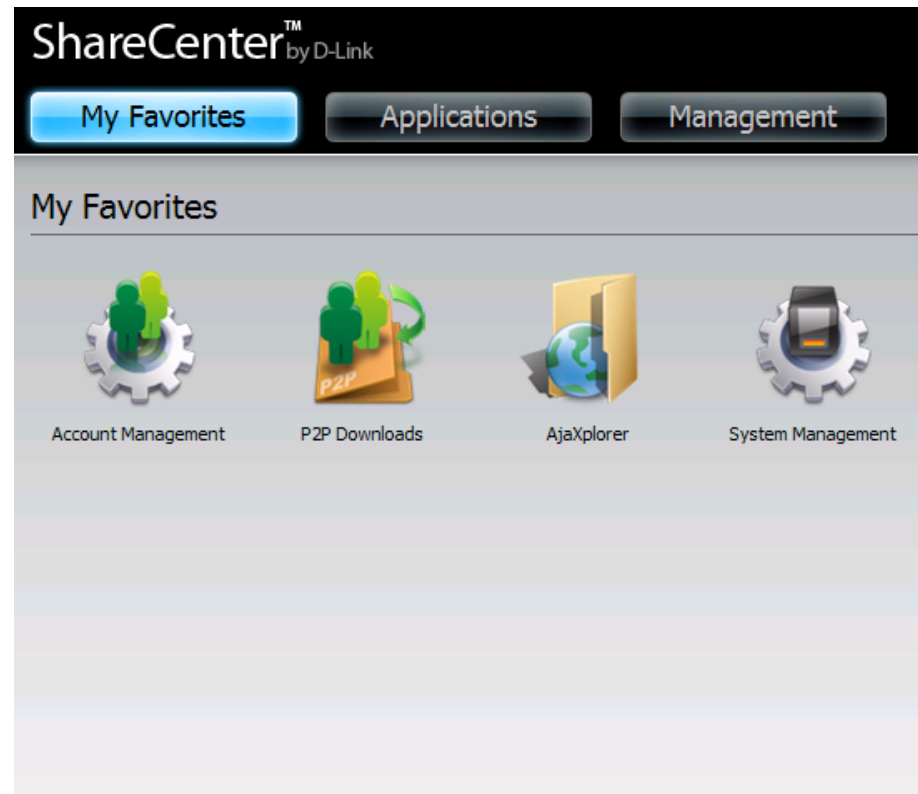 ShareCenter™ by D-Link
My Favorites Applications Management
My Favorites
P2P
Account Management P2P Downloads AjaXplorer System Management